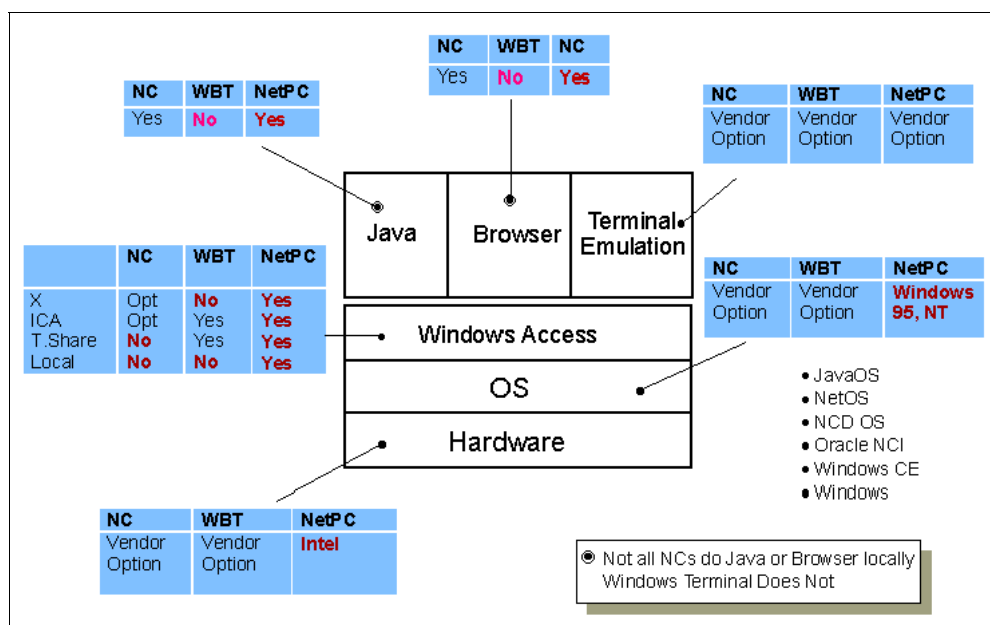 NC WBT NC
Yes No Yes
NC WBT NetPC
Yes No Yes
NC WBT NetPC
Vendor Option Vendor Option Vendor Option
Java
Browser
Terminal
Emulation
NC WBT NetPC
X Opt No Yes
ICA Opt Yes Yes
T.Share No Yes Yes
Local No No Yes
Windows Access
OS
Hardware
NC WBT NetPC
Vendor Option Vendor Option Windows 95, NT
• JavaOS
• NetOS
• NCD OS
• Oracle NCI
• Windows CE
• Windows
NC WBT NetPC
Vendor Option Vendor Option Intel
Not all NCs do Java or Browser locally
Windows Terminal Does Not